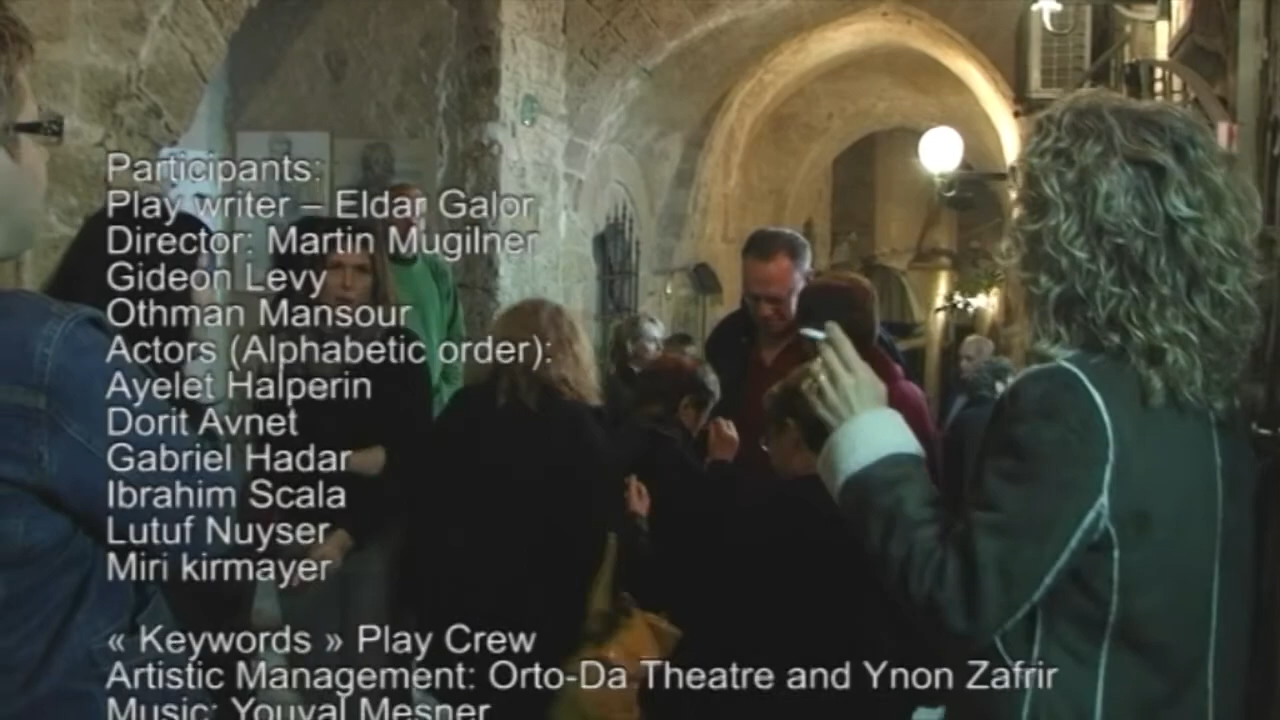 Participants:
Play writer – Eldar Galor
Director: Martin Mugilner
Gideon Levy
Othman Mansour
Actors (Alphabetic order):
Ayelet Halperin
Dorit Avnet
Gabriel Hadar
Ibrahim Scala
Lutuf Nuyser
Miri kirmayer
« Keywords » Play Crew
Artistic Management: Orto-Da Theatre and Ynon Zafrir
Music: Youval Mesner